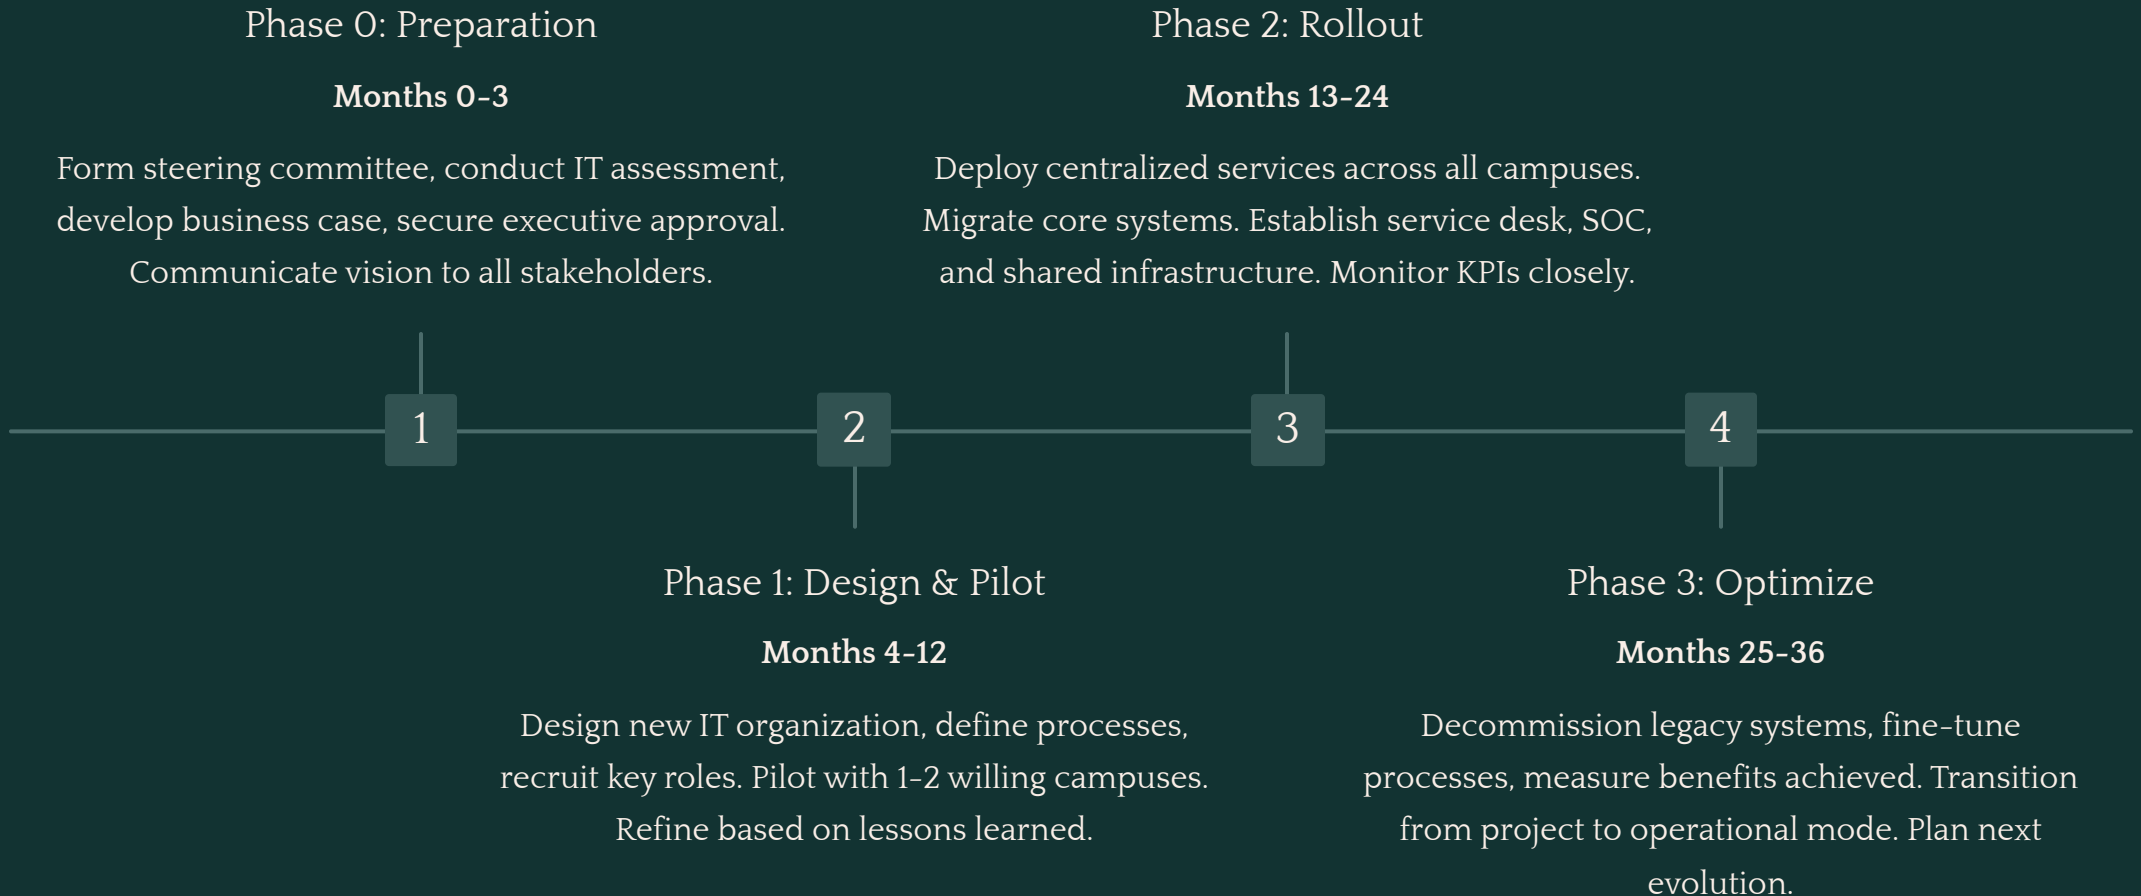 Phase 0: Preparation
Months 0-3
Form steering committee, conduct IT assessment,
develop business case, secure executive approval.
Communicate vision to all stakeholders.
Phase 2: Rollout
Months 13-24
Deploy centralized services across all campuses.
Migrate core systems. Establish service desk, SOC,
and shared infrastructure. Monitor KPIs closely.
1
2
3
4
Phase 1: Design & Pilot
Months 4-12
Design new IT organization, define processes,
recruit key roles. Pilot with 1-2 willing campuses.
Refine based on lessons learned.
Phase 3: Optimize
Months 25-36
Decommission legacy systems, fine-tune
processes, measure benefits achieved. Transition
from project to operational mode. Plan next
evolution.